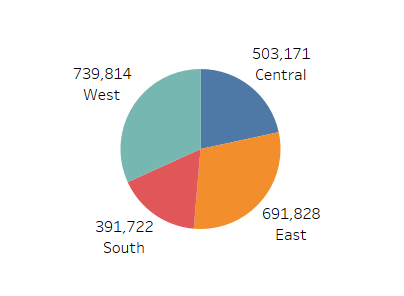 503,171
Central
739,814
West
691,828
East
391,722
South